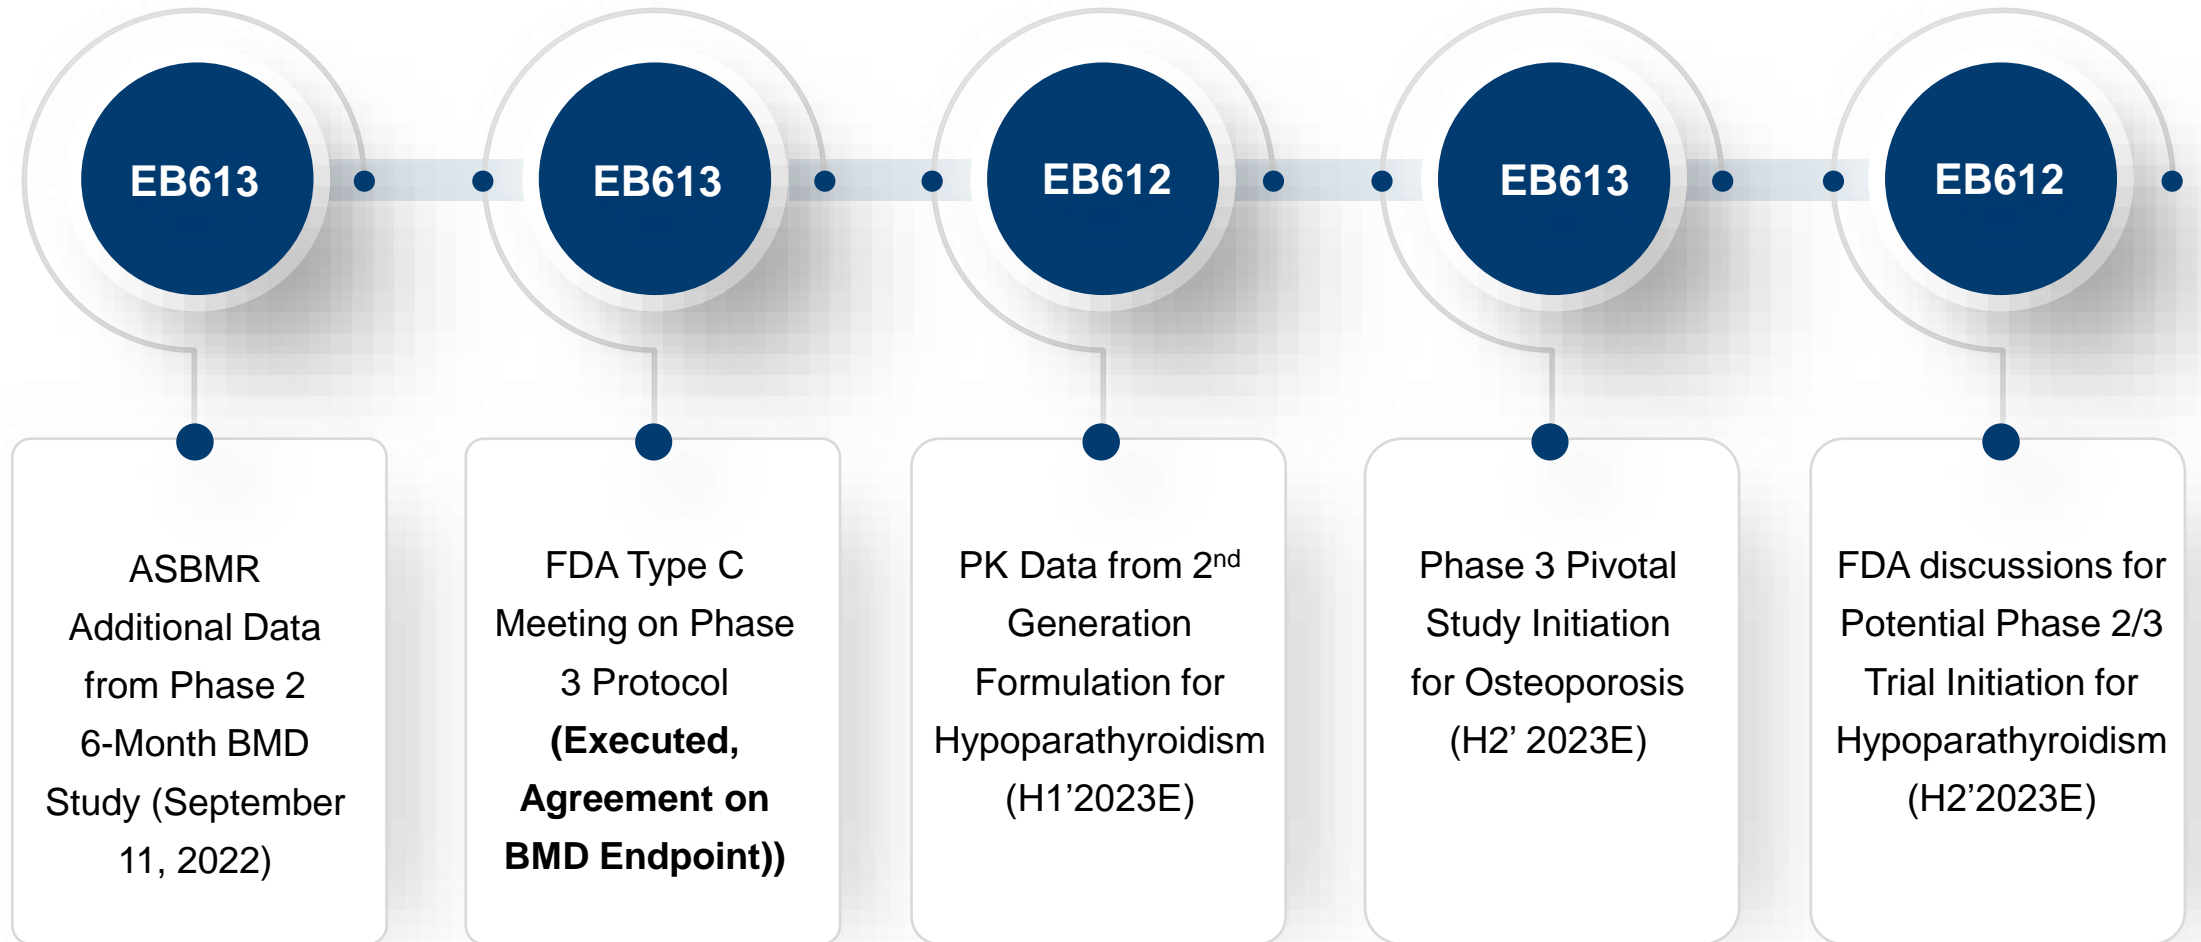 EB613
EB613
EB612
EB613
EB612
ASBMR
Additional Data
from Phase 2
6-Month BMD
Study (September
11, 2022)
FDA Type C
Meeting on Phase
3 Protocol
(Executed,
Agreement on
BMD Endpoint))
PK Data from 2nd
Generation
Formulation for
Hypoparathyroidism
(H1’2023E)
Phase 3 Pivotal
Study Initiation
for Osteoporosis
(H2’ 2023E)
FDA discussions for
Potential Phase 2/3
Trial Initiation for
Hypoparathyroidism
(H2’2023E)